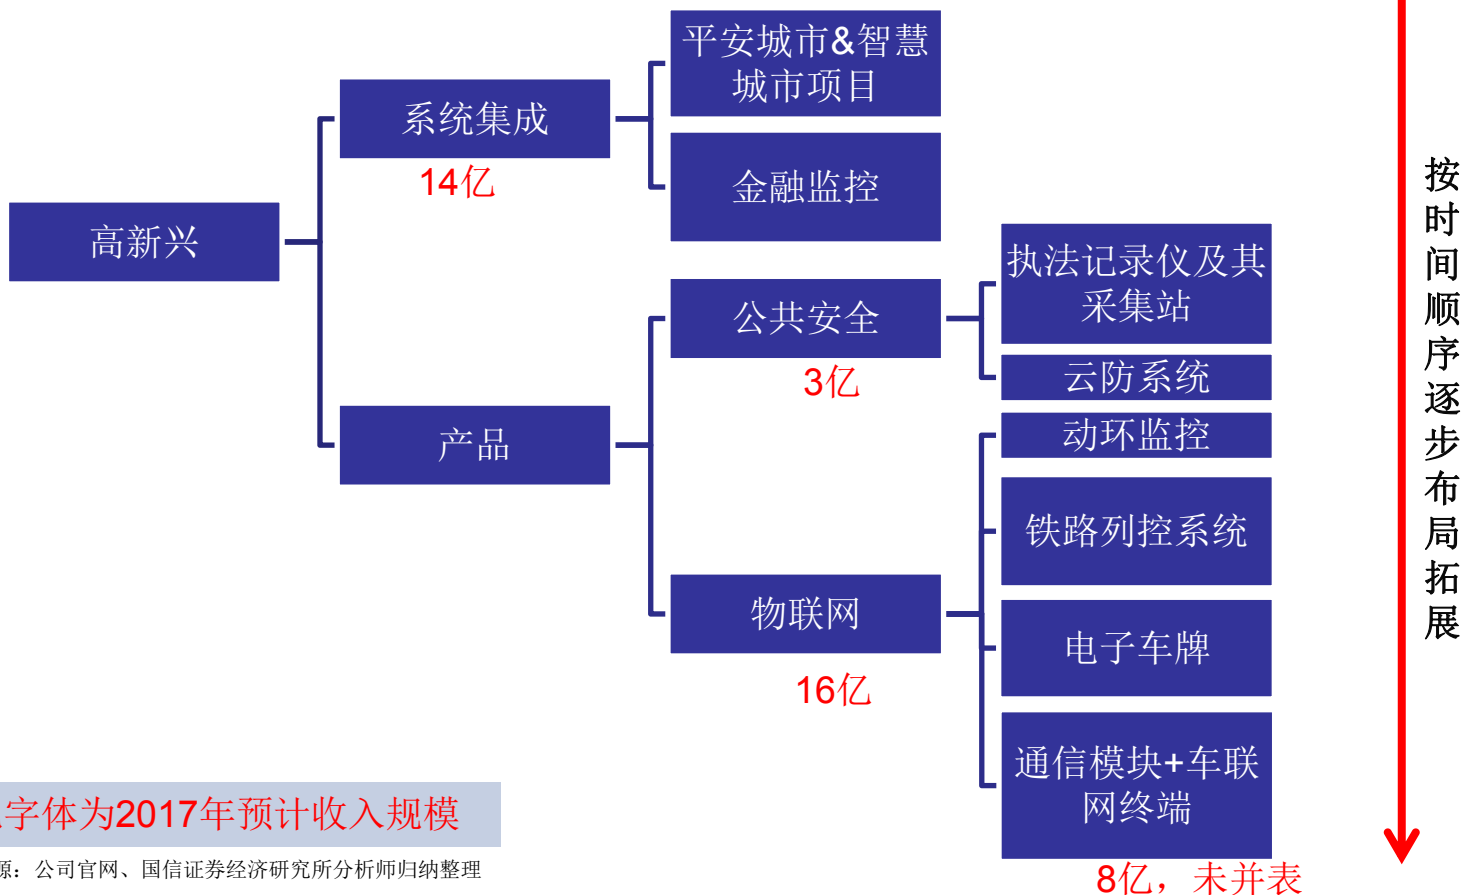 平安城市&智慧
城市项目
系统集成
14亿
金融监控
高新兴
执法记录仪及其
采集站
公共安全
3亿
云防系统
产品
动环监控
铁路列控系统
物联网
16亿
电子车牌
通信模块+车联
网终端
8亿，未并表
按时间顺序逐步布局拓展
字体为2017年预计收入规模
源：公司官网、国信证券经济研究所分析师归纳整理